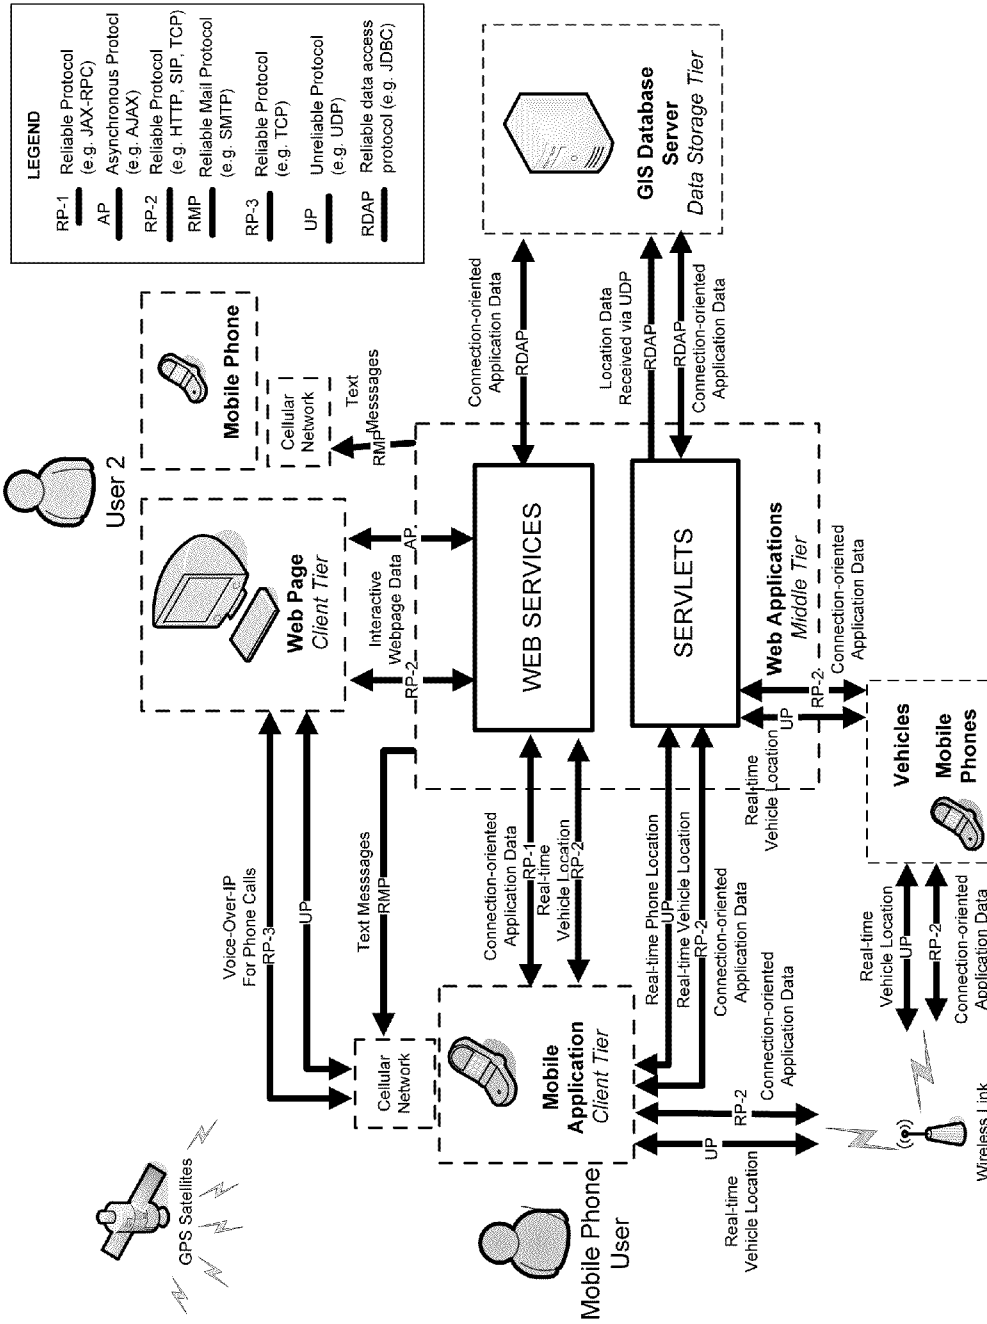 LEGEND
RP-1
Reliable Protocol
(e.g. JAX-RPC)
AP
Asynchronous Protocl
(e.g. AJAX)
RP-2
Reliable Protocol
(e.g. HTTP, SIP, TCP)
RMP
Reliable Mail Protocol
(e.g. SMTP)
RP-3
Reliable Protocol
(e.g. TCP)
UP
Unreliable Protocol
(e.g. UDP)
RDAP
Reliable data access
protocol (e.g. JDBC)
GPS Satellites
Voice-Over-IP
For Phone Calls
RP-3
UP
User 2
Web Page
Client Tier
Mobile Phone
Cellular
Network
Text
Messsages
RMP
Interactive
Webpage Data
RP-2
AP
Text Messsages
RMP
Cellular
Network
Mobile Phone
User
Mobile
Application
Client Tier
Connection-oriented
Application Data
RP-1
Real-time
Vehicle Location
RP-2
WEB SERVICES
Connection-oriented
Application Data
RDAP
GIS Database
Server
Data Storage Tier
Real-time Phone Location
UP
Real-time Vehicle Location
RP-2
Connection-oriented
Application Data
SERVLETS
Location Data
Received via UDP
RDAP
RDAP
Connection-oriented
Application Data
Web Applications
Middle Tier
UP
Real-time
Vehicle Location
RP-2
Connection-oriented
Application Data
Real-time
Vehicle Location
UP
RP-2
Connection-oriented
Application Data
Wireless Link
Real-time
Vehicle Location
UP
RP-2
Connection-oriented
Application Data
Vehicles
Mobile
Phones